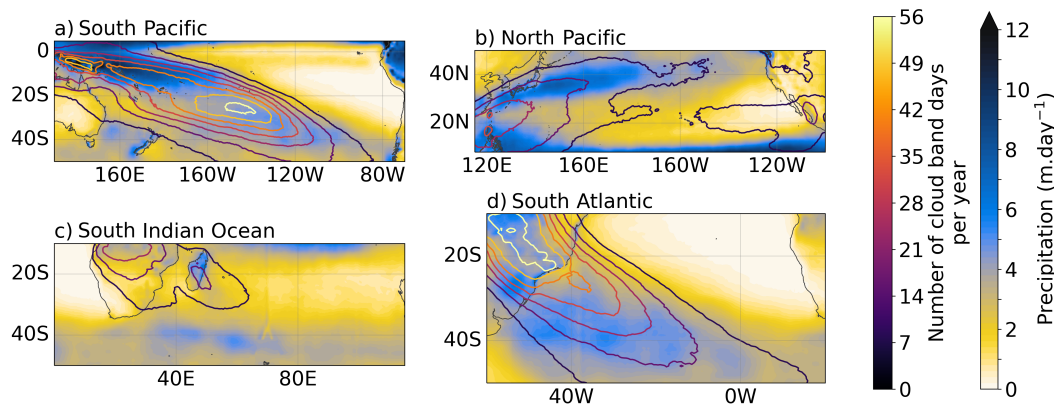 a) South Pacific
0
20S
40S
160E 160W 120W 80W
b) North Pacific
40N
20N
120E 160E 160W 120W
c) South Indian Ocean
20S
40S
40E 80E
d) South Atlantic
20S
40S
40W 0W
56
49
42
35
28
21
14
7
0
Number of cloud band days
per year
12
10
8
6
4
2
0
Precipitation (m.day⁻¹)